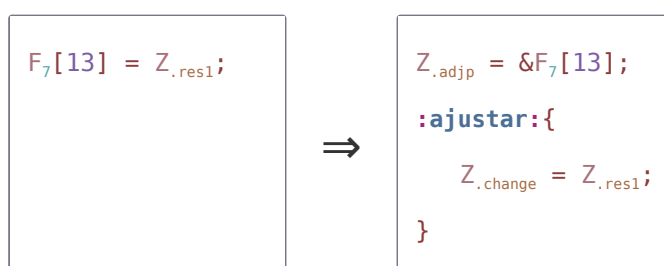 F₇[13] = Z.res1;
⇒
Z.adjp = &F₇[13];
:ajustar:{
Z.change = Z.res1;
}